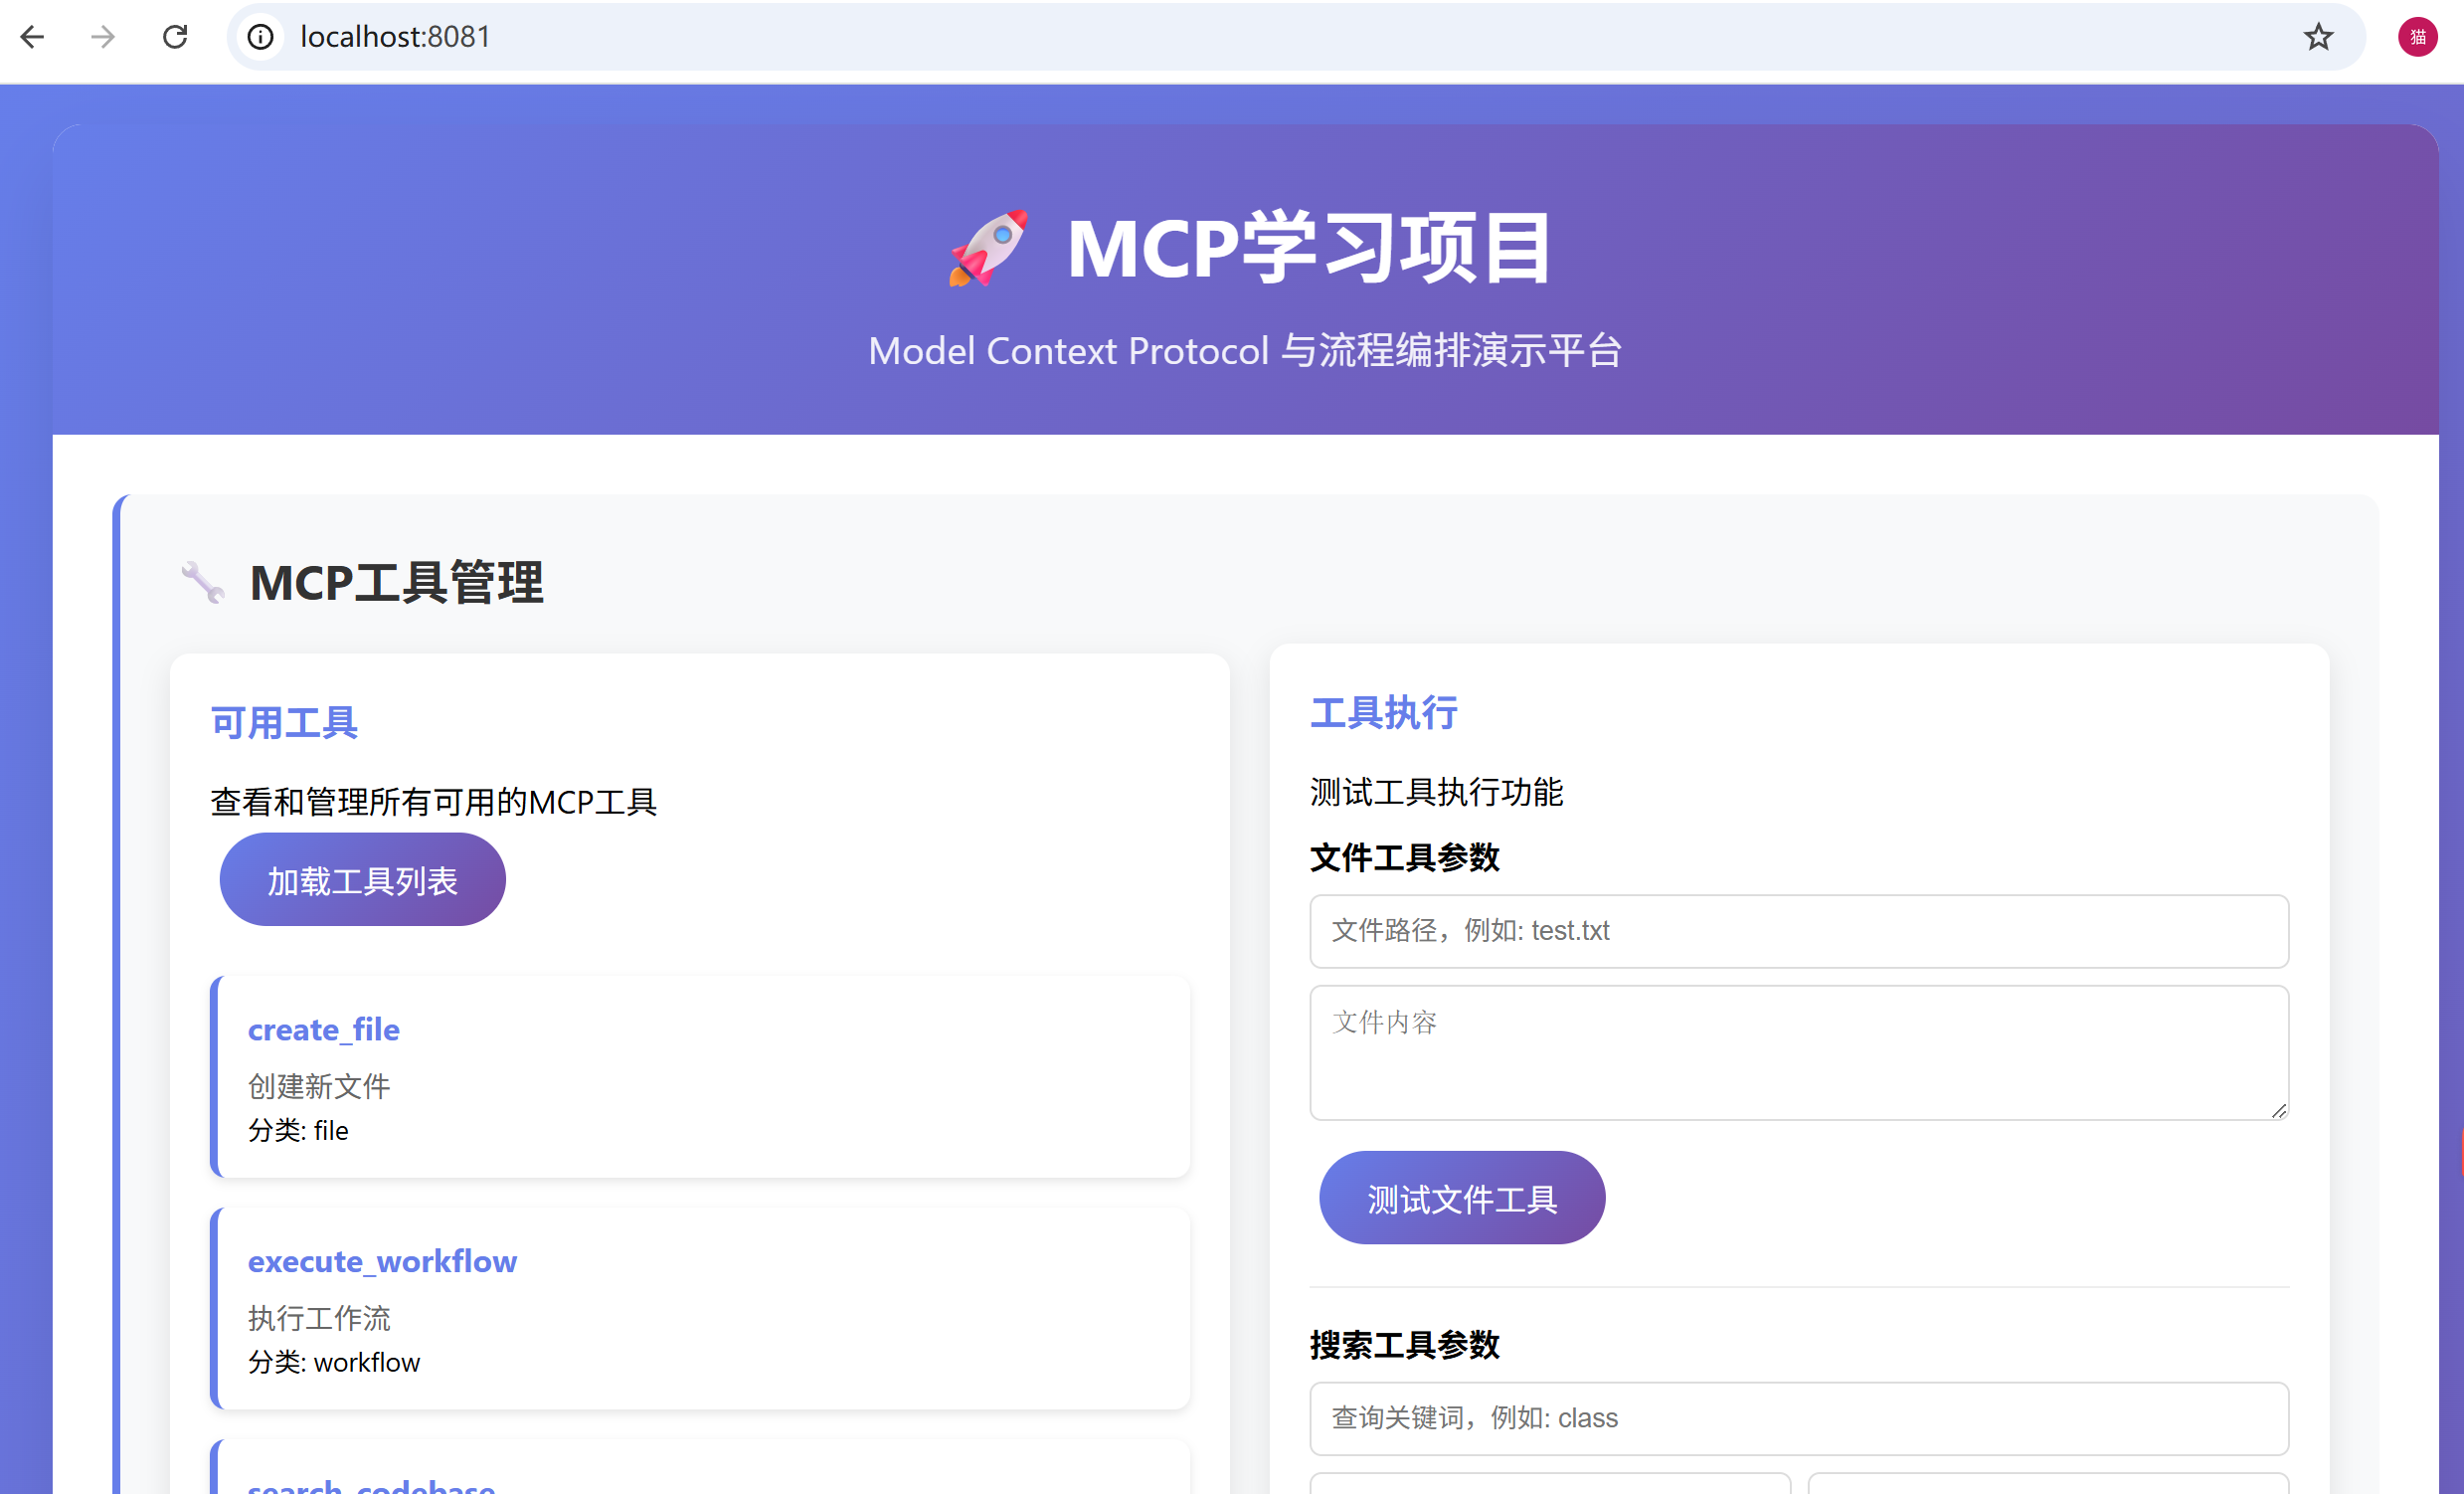 localhost:8081
猫
🚀 MCP学习项目
Model Context Protocol 与流程编排演示平台
🔧 MCP工具管理
可用工具
查看和管理所有可用的MCP工具
加载工具列表
create_file
创建新文件
分类: file
execute_workflow
执行工作流
分类: workflow
search_codebase
工具执行
测试工具执行功能
文件工具参数
文件路径，例如: test.txt
文件内容
测试文件工具
搜索工具参数
查询关键词，例如: class